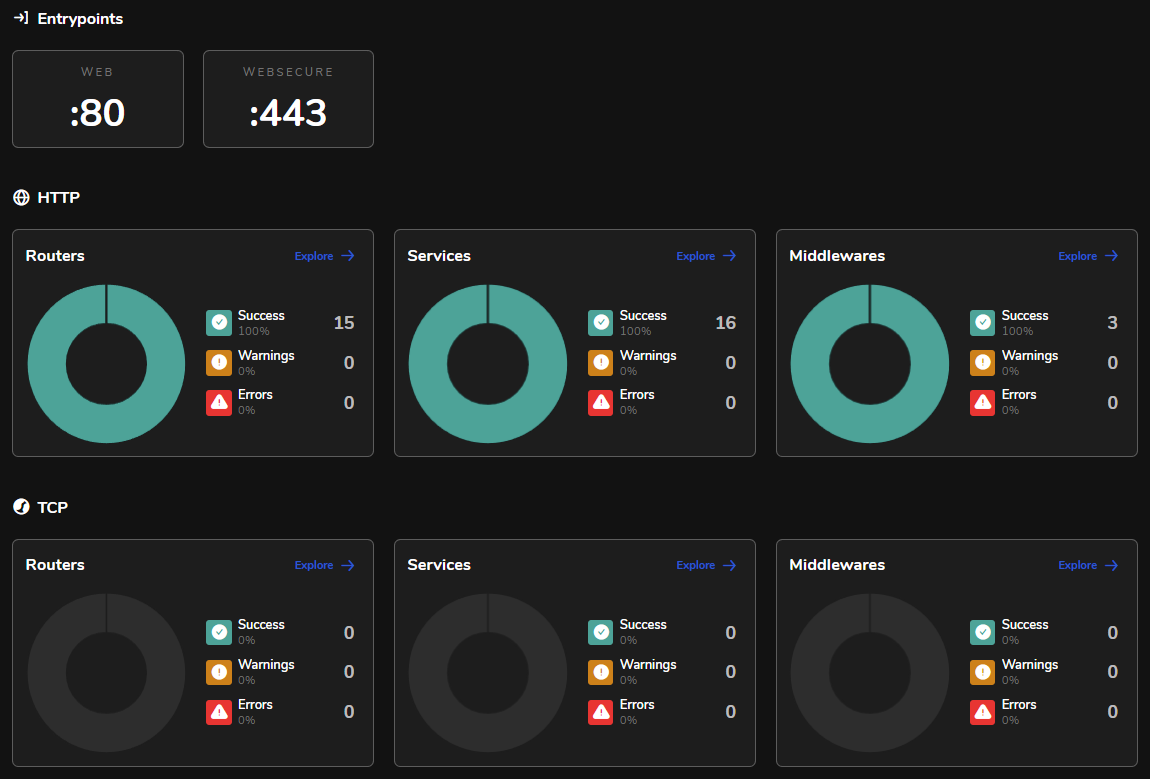 Entrypoints
WEB
:80
WEBSECURE
:443
HTTP
Routers
Explore
Success
100%
15
Warnings
0%
0
Errors
0%
0
Services
Explore
Success
100%
16
Warnings
0%
0
Errors
0%
0
Middlewares
Explore
Success
100%
3
Warnings
0%
0
Errors
0%
0
TCP
Routers
Explore
Success
0%
0
Warnings
0%
0
Errors
0%
0
Services
Explore
Success
0%
0
Warnings
0%
0
Errors
0%
0
Middlewares
Explore
Success
0%
0
Warnings
0%
0
Errors
0%
0